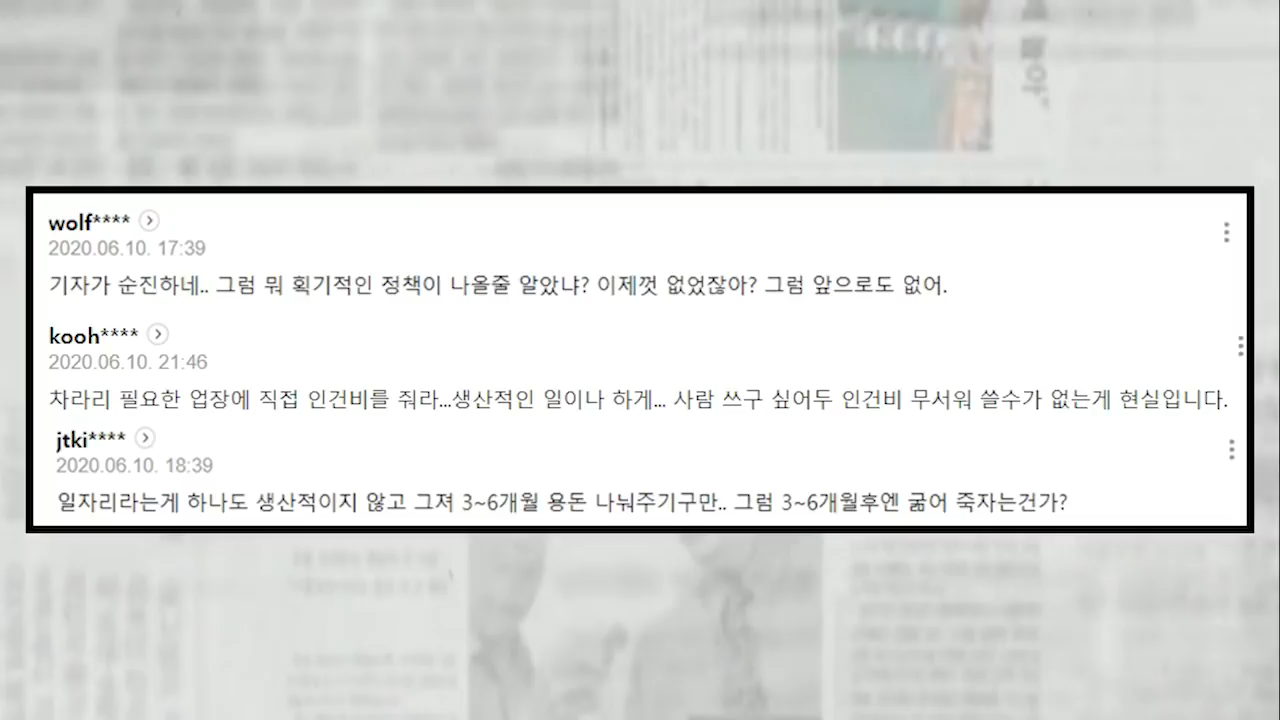 wolf****
2020.06.10. 17:39
기자가 순진하네.. 그럼 뭐 획기적인 정책이 나올줄 알았냐? 이제껏 없었잖아? 그럼 앞으로도 없어.
kooh****
2020.06.10. 21:46
차라리 필요한 업장에 직접 인건비를 줘라...생산적인 일이나 하게... 사람 쓰구 싶어두 인건비 무서워 쓸수가 없는게 현실입니다.
jtki****
2020.06.10. 18:39
일자리라는게 하나도 생산적이지 않고 그져 3~6개월 용돈 나눠주기구만.. 그럼 3~6개월후엔 굶어 죽자는건가?